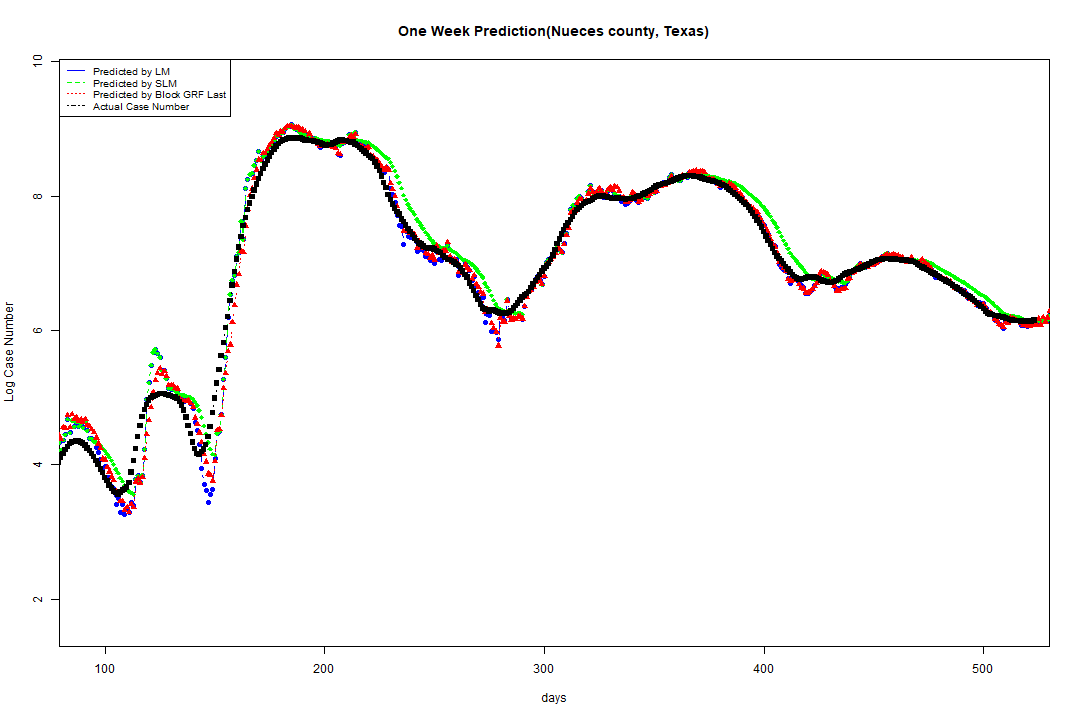 One Week Prediction(Nueces county, Texas)
Predicted by LM
Predicted by SLM
Predicted by Block GRF Last
Actual Case Number
10
8
6
4
2
Log Case Number
100 200 300 400 500
days